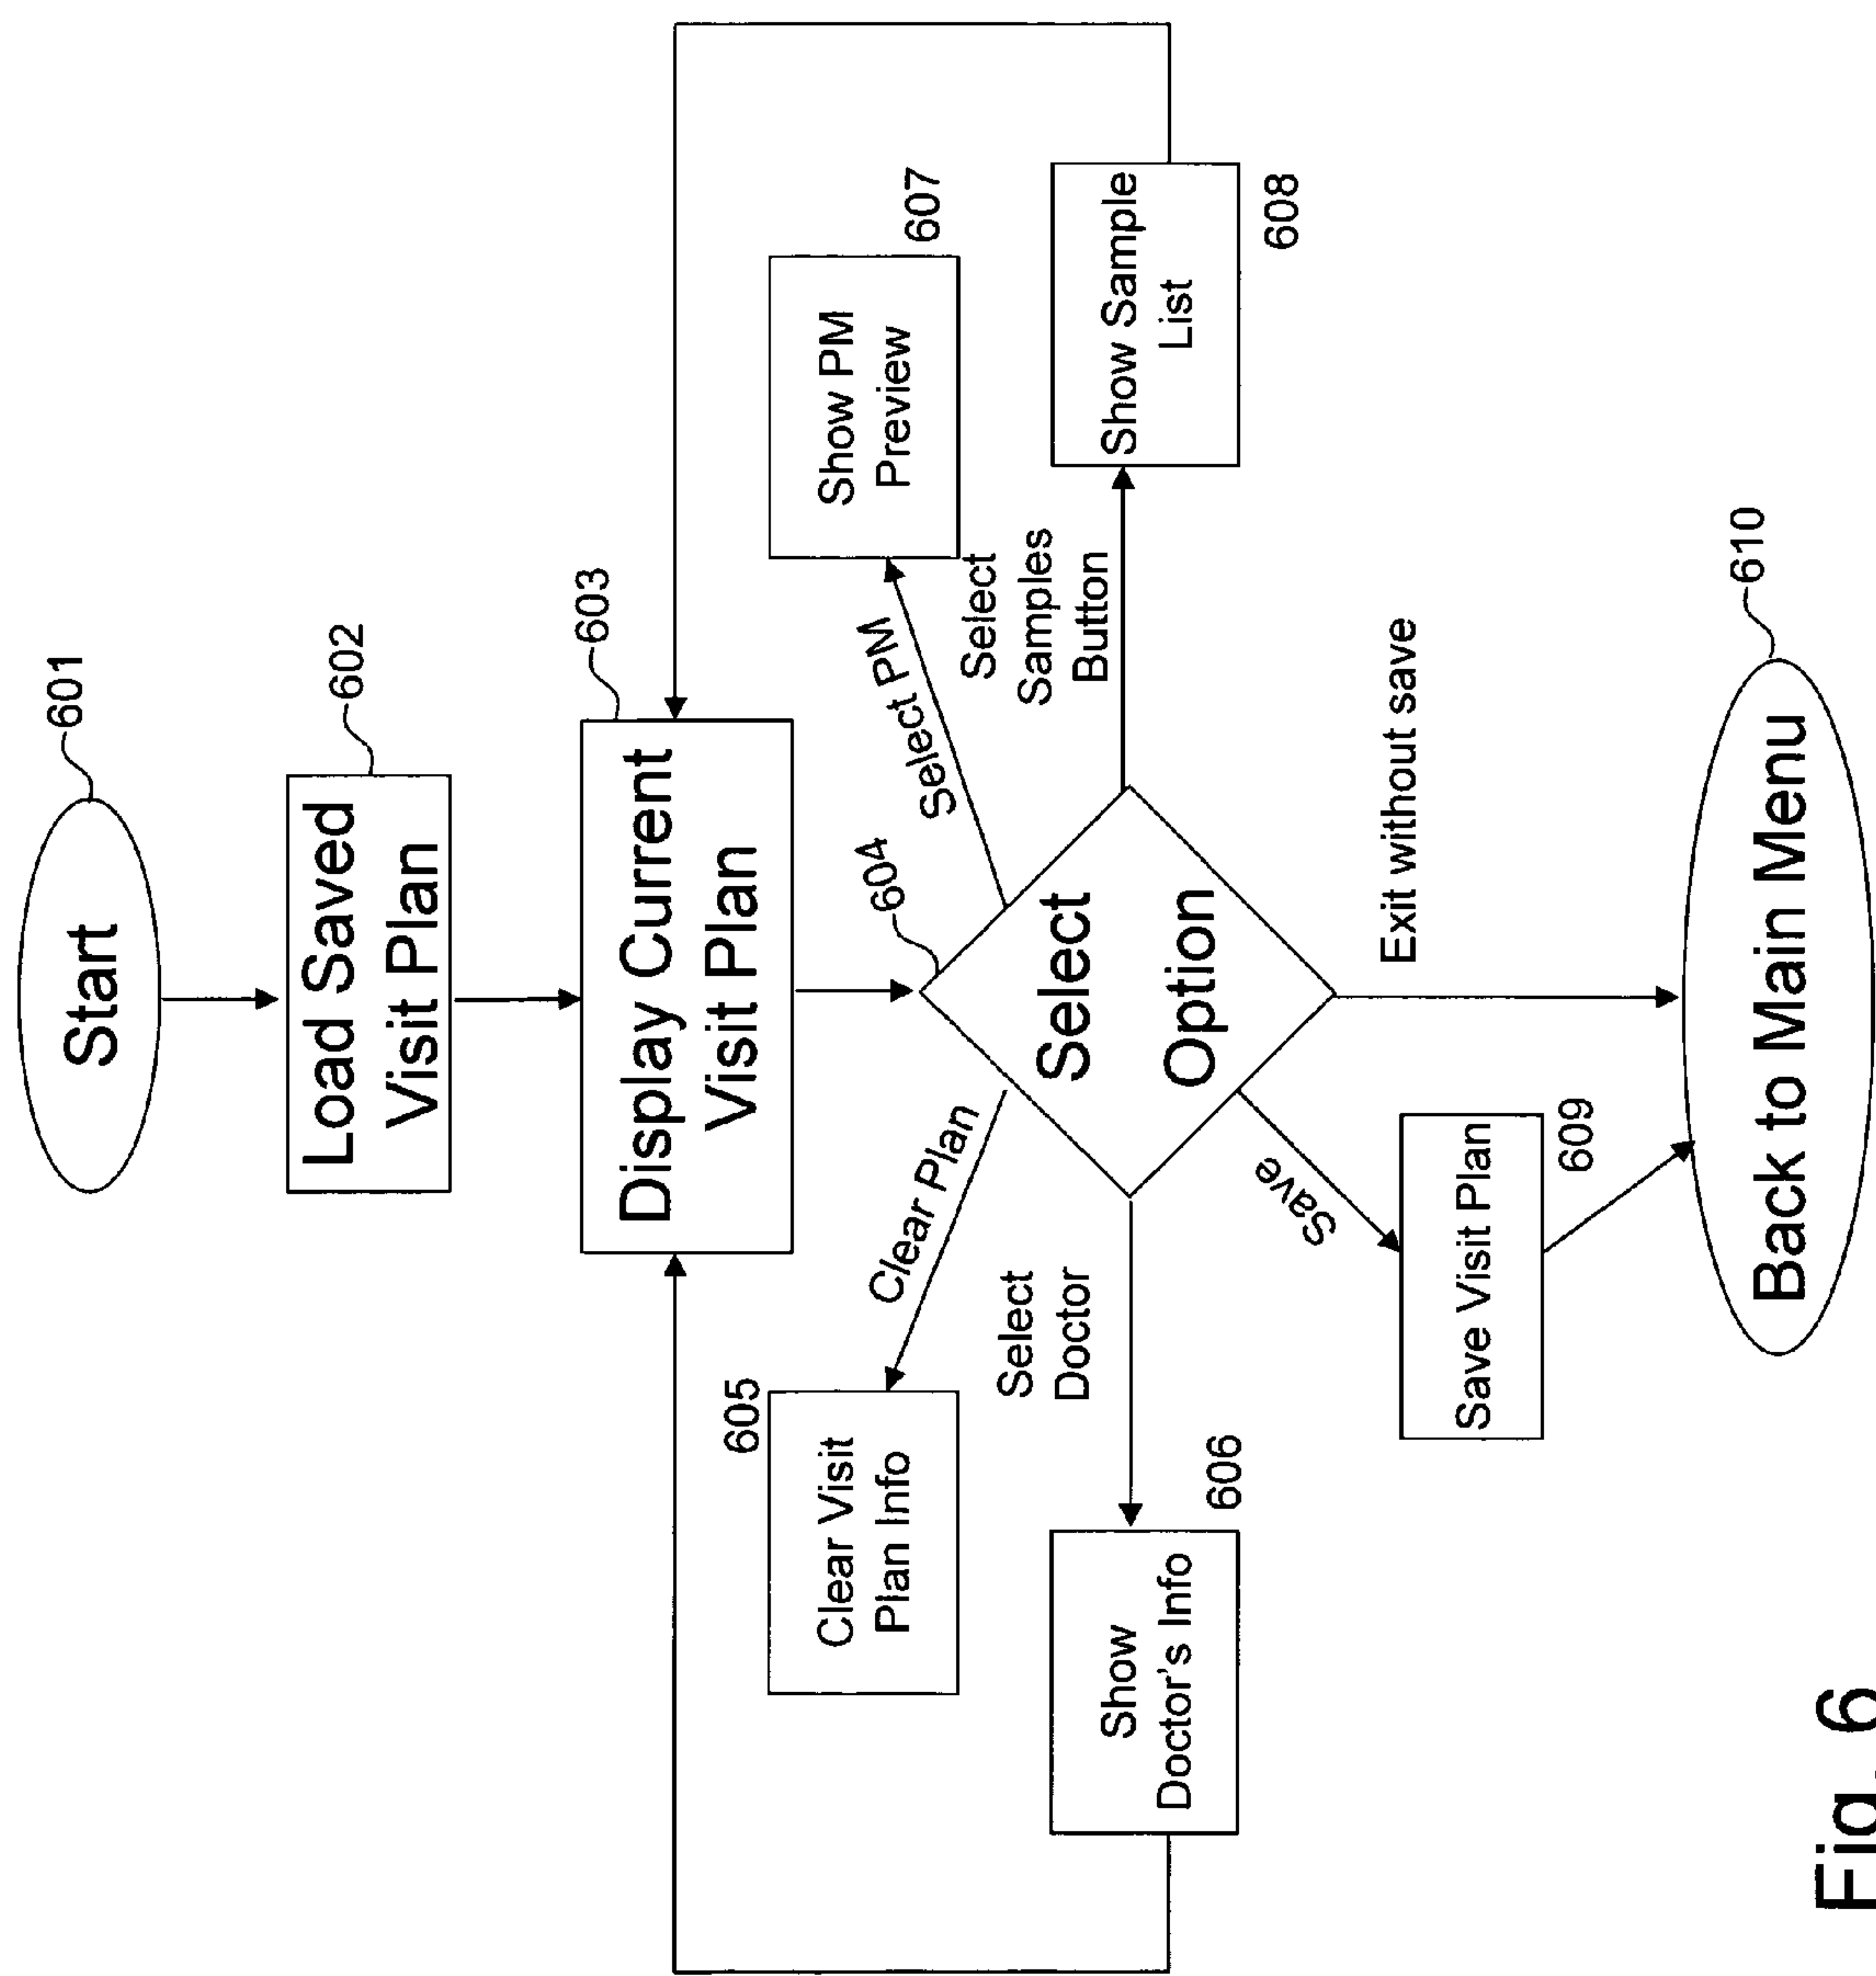 Start
601
Load Saved
Visit Plan
602
Display Current
Visit Plan
603
604
Select
Option
Clear Plan
605
Clear Visit
Plan Info
Select PM
607
Show PM
Preview
Select
Doctor
606
Show
Doctor's Info
Select
Samples
Button
Show Sample
List
608
Save
Save Visit Plan
609
Exit without save
Back to Main Menu
610
Fig. 6